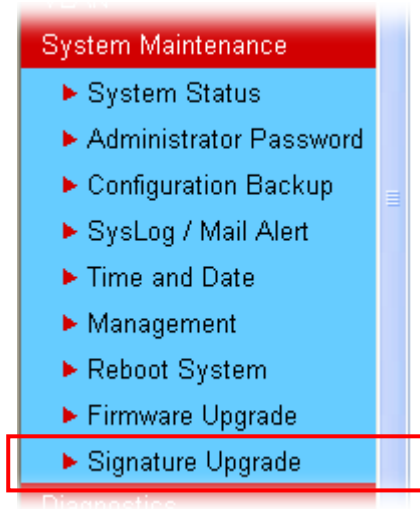 System Maintenance
System Status
Administrator Password
Configuration Backup
SysLog / Mail Alert
Time and Date
Management
Reboot System
Firmware Upgrade
Signature Upgrade
Diagnostics